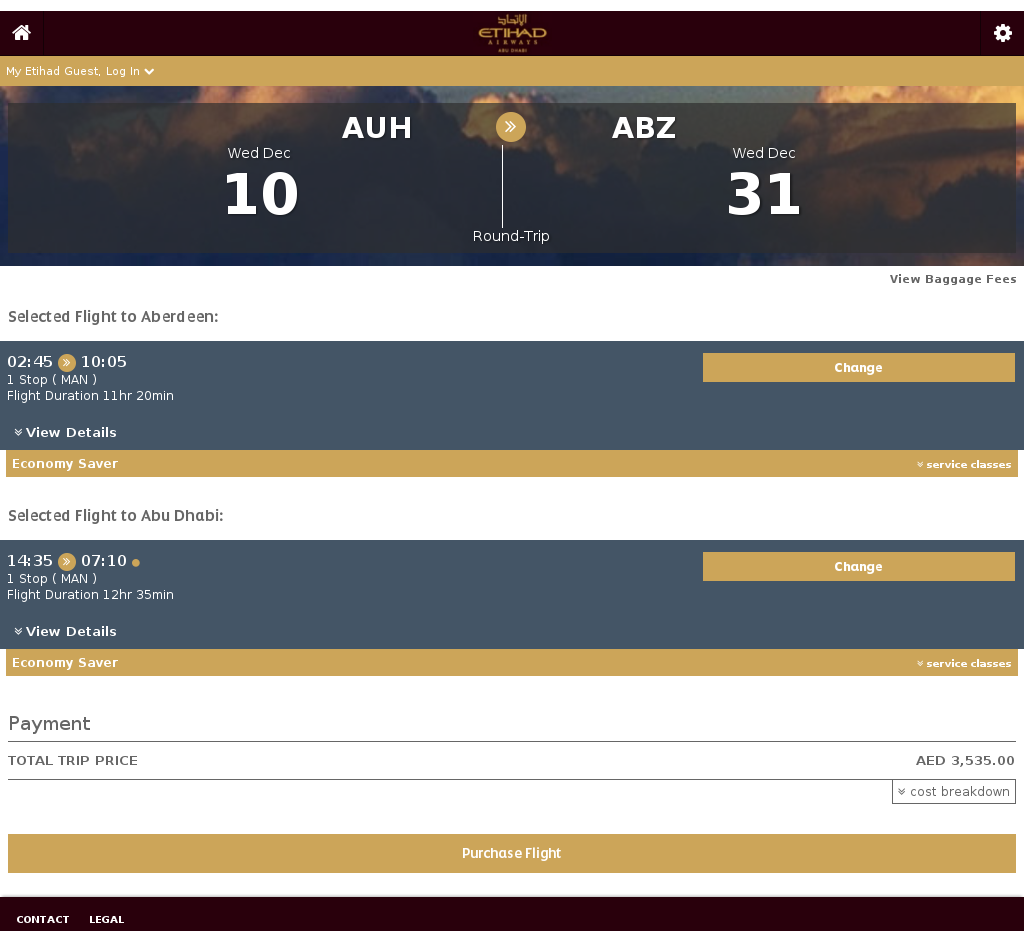 الإتحاد
ETIHAD
AIRWAYS
ABU DHABI
My Etihad Guest, Log In
AUH ABZ
Wed Dec Wed Dec
10 31
Round-Trip
View Baggage Fees
Selected Flight to Aberdeen:
02:45 10:05
Change
1 Stop ( MAN )
Flight Duration 11hr 20min
View Details
Economy Saver service classes
Selected Flight to Abu Dhabi:
14:35 07:10
Change
1 Stop ( MAN )
Flight Duration 12hr 35min
View Details
Economy Saver service classes
Payment
TOTAL TRIP PRICE AED 3,535.00
cost breakdown
Purchase Flight
CONTACT LEGAL